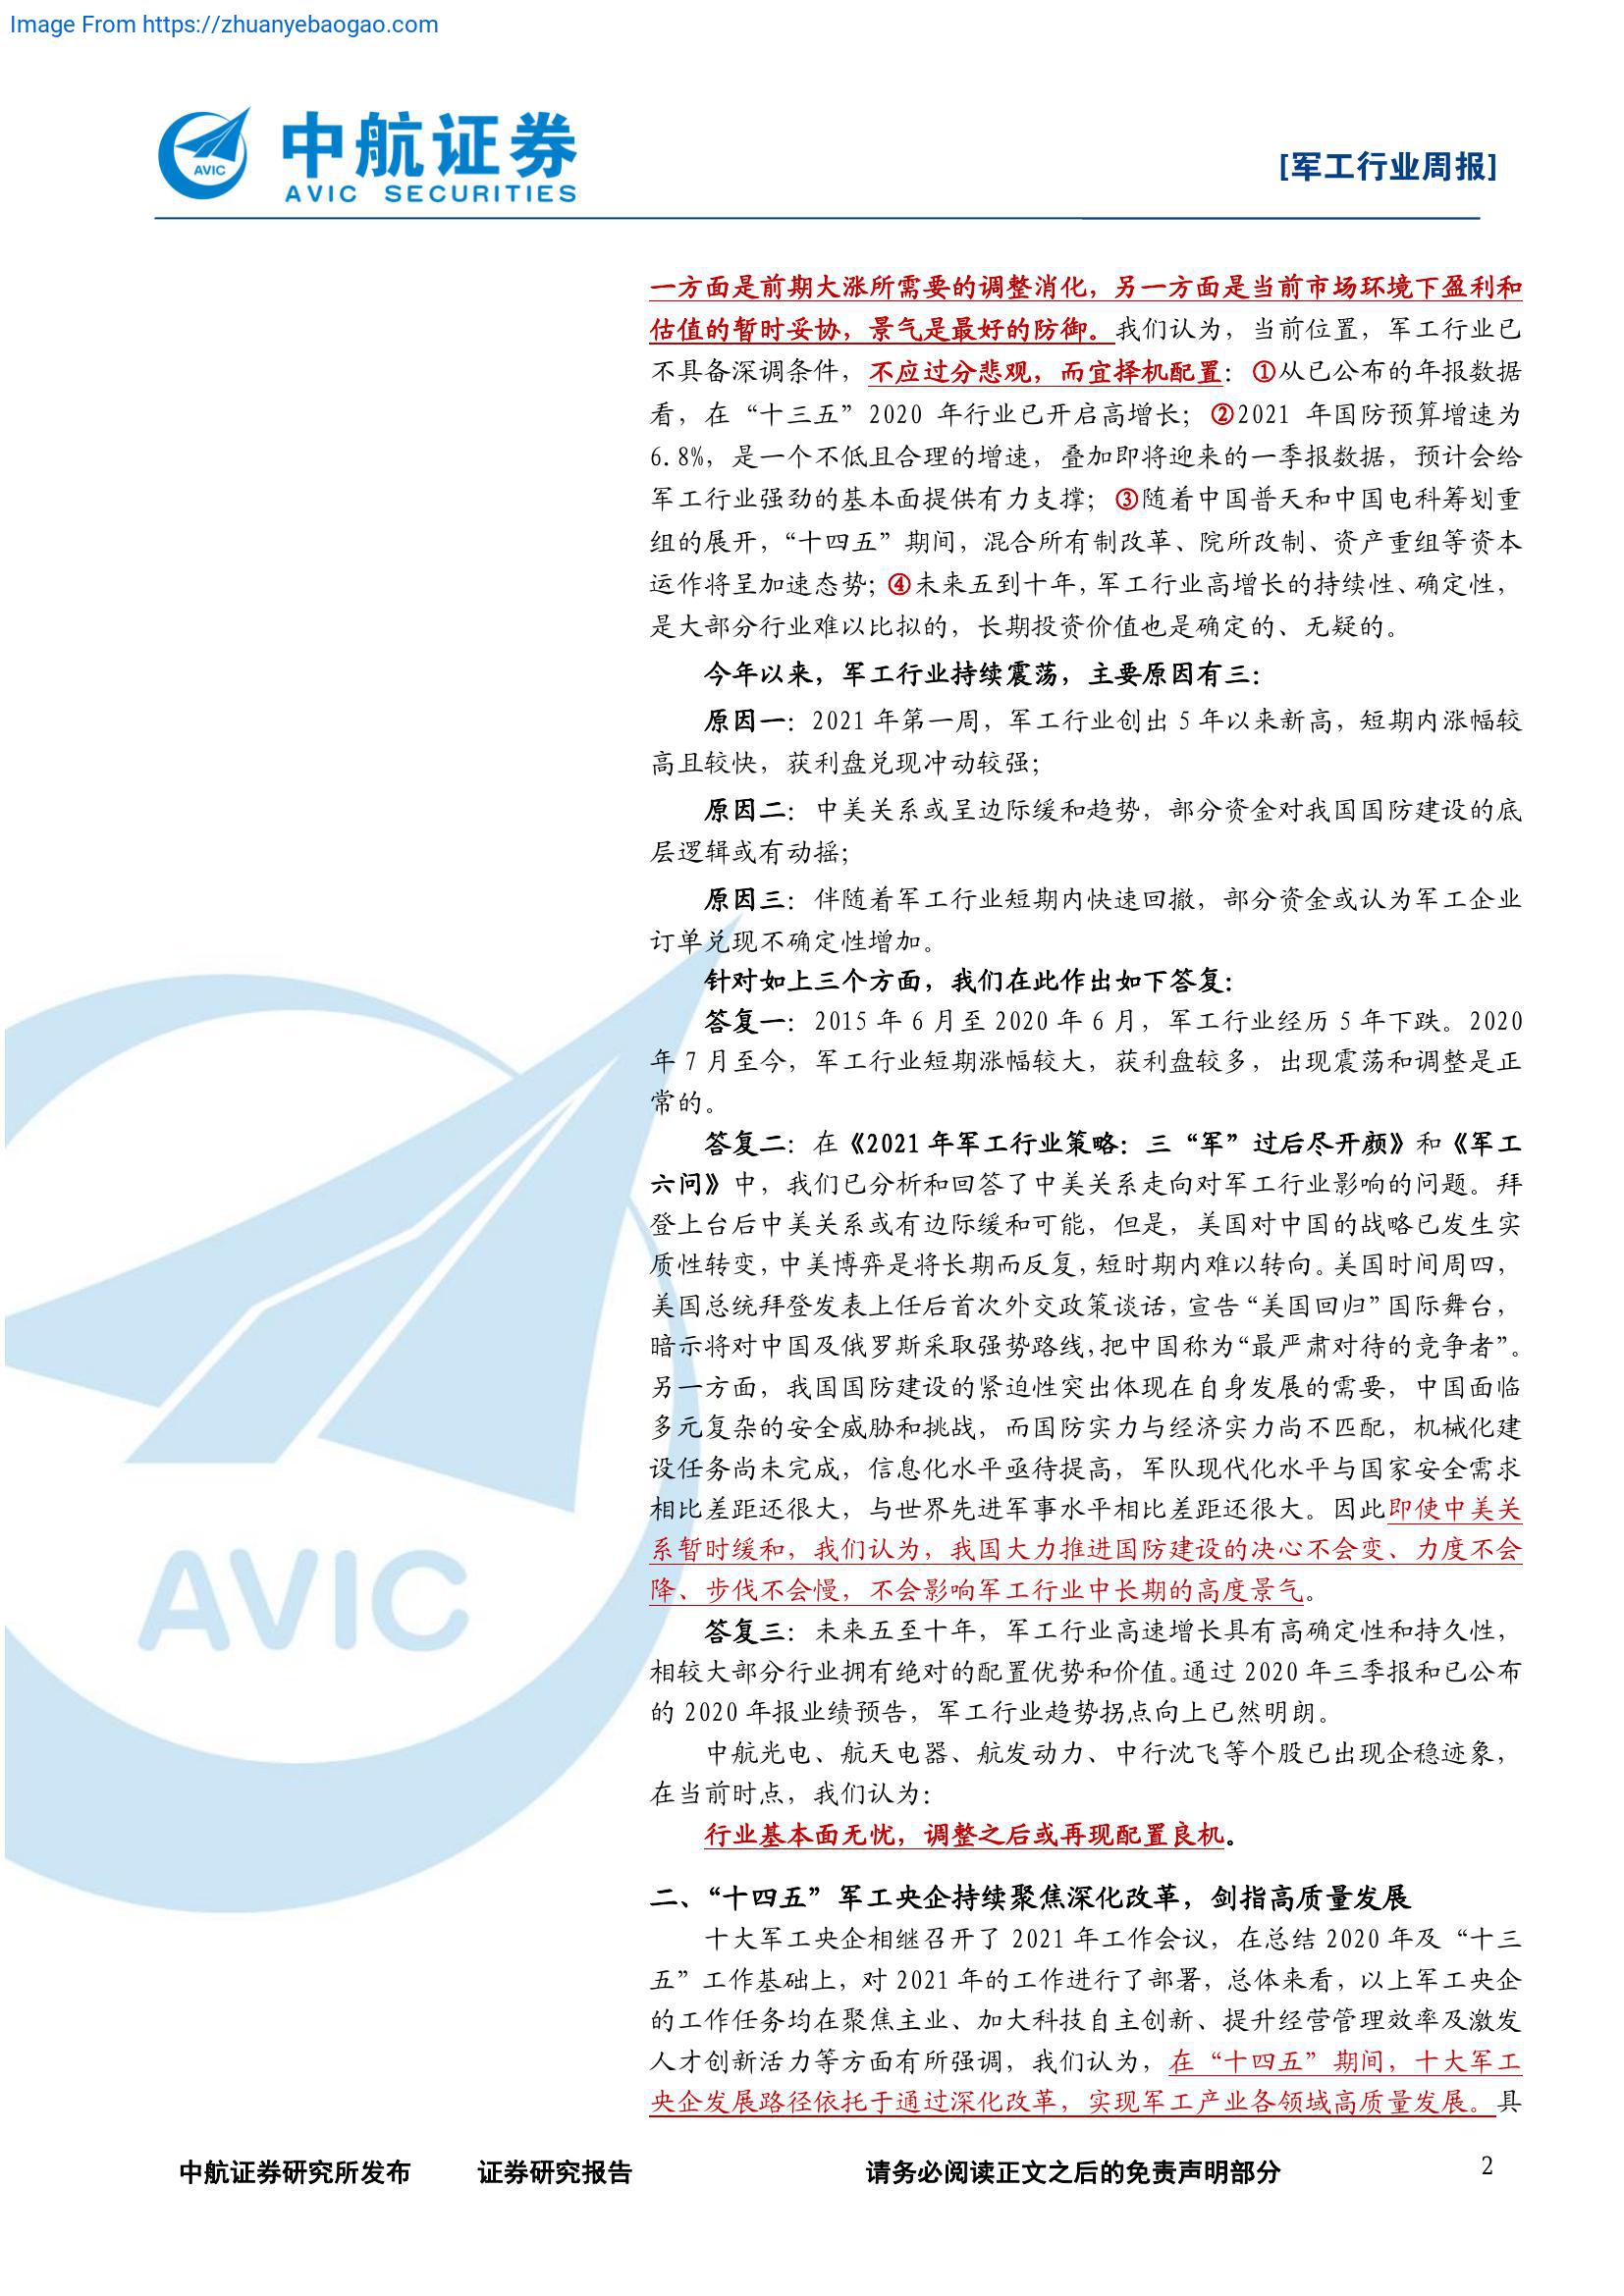 Image From https://zhuanyebaogao.com
AVIC
中航证券
AVIC SECURITIES
[军工行业周报]
一方面是前期大涨所需要的调整消化，另一方面是当前市场环境下盈利和
估值的暂时妥协，景气是最好的防御。我们认为，当前位置，军工行业已
不具备深调条件，不应过分悲观，而宜择机配置：①从已公布的年报数据
看，在“十三五”2020 年行业已开启高增长；②2021 年国防预算增速为
6.8%，是一个不低且合理的增速，叠加即将迎来的一季报数据，预计会给
军工行业强劲的基本面提供有力支撑；③随着中国普天和中国电科筹划重
组的展开，“十四五”期间，混合所有制改革、院所改制、资产重组等资本
运作将呈加速态势；④未来五到十年，军工行业高增长的持续性、确定性，
是大部分行业难以比拟的，长期投资价值也是确定的、无疑的。
今年以来，军工行业持续震荡，主要原因有三：
原因一：2021 年第一周，军工行业创出 5 年以来新高，短期内涨幅较
高且较快，获利盘兑现冲动较强；
原因二：中美关系或呈边际缓和趋势，部分资金对我国国防建设的底
层逻辑或有动摇；
原因三：伴随着军工行业短期内快速回撤，部分资金或认为军工企业
订单兑现不确定性增加。
针对如上三个方面，我们在此作出如下答复：
答复一：2015 年 6 月至 2020 年 6 月，军工行业经历 5 年下跌。2020
年 7 月至今，军工行业短期涨幅较大，获利盘较多，出现震荡和调整是正
常的。
答复二：在《2021 年军工行业策略：三“军”过后尽开颜》和《军工
六问》中，我们已分析和回答了中美关系走向对军工行业影响的问题。拜
登上台后中美关系或有边际缓和可能，但是，美国对中国的战略已发生实
质性转变，中美博弈是将长期而反复，短时期内难以转向。美国时间周四，
美国总统拜登发表上任后首次外交政策谈话，宣告“美国回归”国际舞台，
暗示将对中国及俄罗斯采取强势路线，把中国称为“最严肃对待的竞争者”。
另一方面，我国国防建设的紧迫性突出体现在自身发展的需要，中国面临
多元复杂的安全威胁和挑战，而国防实力与经济实力尚不匹配，机械化建
设任务尚未完成，信息化水平亟待提高，军队现代化水平与国家安全需求
相比差距还很大，与世界先进军事水平相比差距还很大。因此即使中美关
系暂时缓和，我们认为，我国大力推进国防建设的决心不会变、力度不会
降、步伐不会慢，不会影响军工行业中长期的高度景气。
答复三：未来五至十年，军工行业高速增长具有高确定性和持久性，
相较大部分行业拥有绝对的配置优势和价值。通过 2020 年三季报和已公布
的 2020 年报业绩预告，军工行业趋势拐点向上已然明朗。
中航光电、航天电器、航发动力、中行沈飞等个股已出现企稳迹象，
在当前时点，我们认为：
行业基本面无忧，调整之后或再现配置良机。
二、“十四五”军工央企持续聚焦深化改革，剑指高质量发展
十大军工央企相继召开了 2021 年工作会议，在总结 2020 年及“十三
五”工作基础上，对 2021 年的工作进行了部署，总体来看，以上军工央企
的工作任务均在聚焦主业、加大科技自主创新、提升经营管理效率及激发
人才创新活力等方面有所强调，我们认为，在“十四五”期间，十大军工
央企发展路径依托于通过深化改革，实现军工产业各领域高质量发展。具
AVIC
中航证券研究所发布 证券研究报告 请务必阅读正文之后的免责声明部分 2